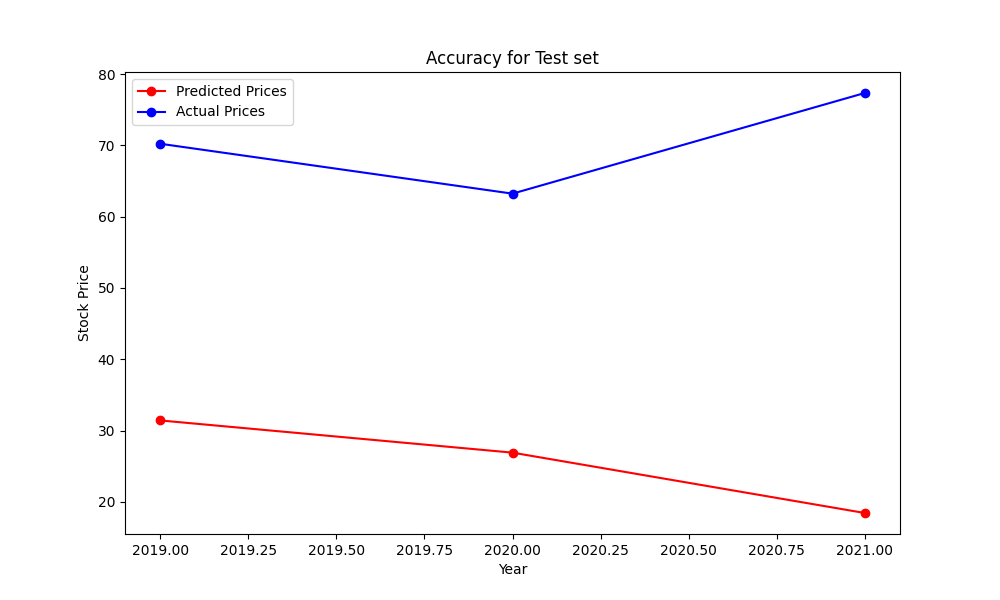 Accuracy for Test set
Predicted Prices
Actual Prices
80
70
60
50
40
30
20
Stock Price
2019.00 2019.25 2019.50 2019.75 2020.00 2020.25 2020.50 2020.75 2021.00
Year